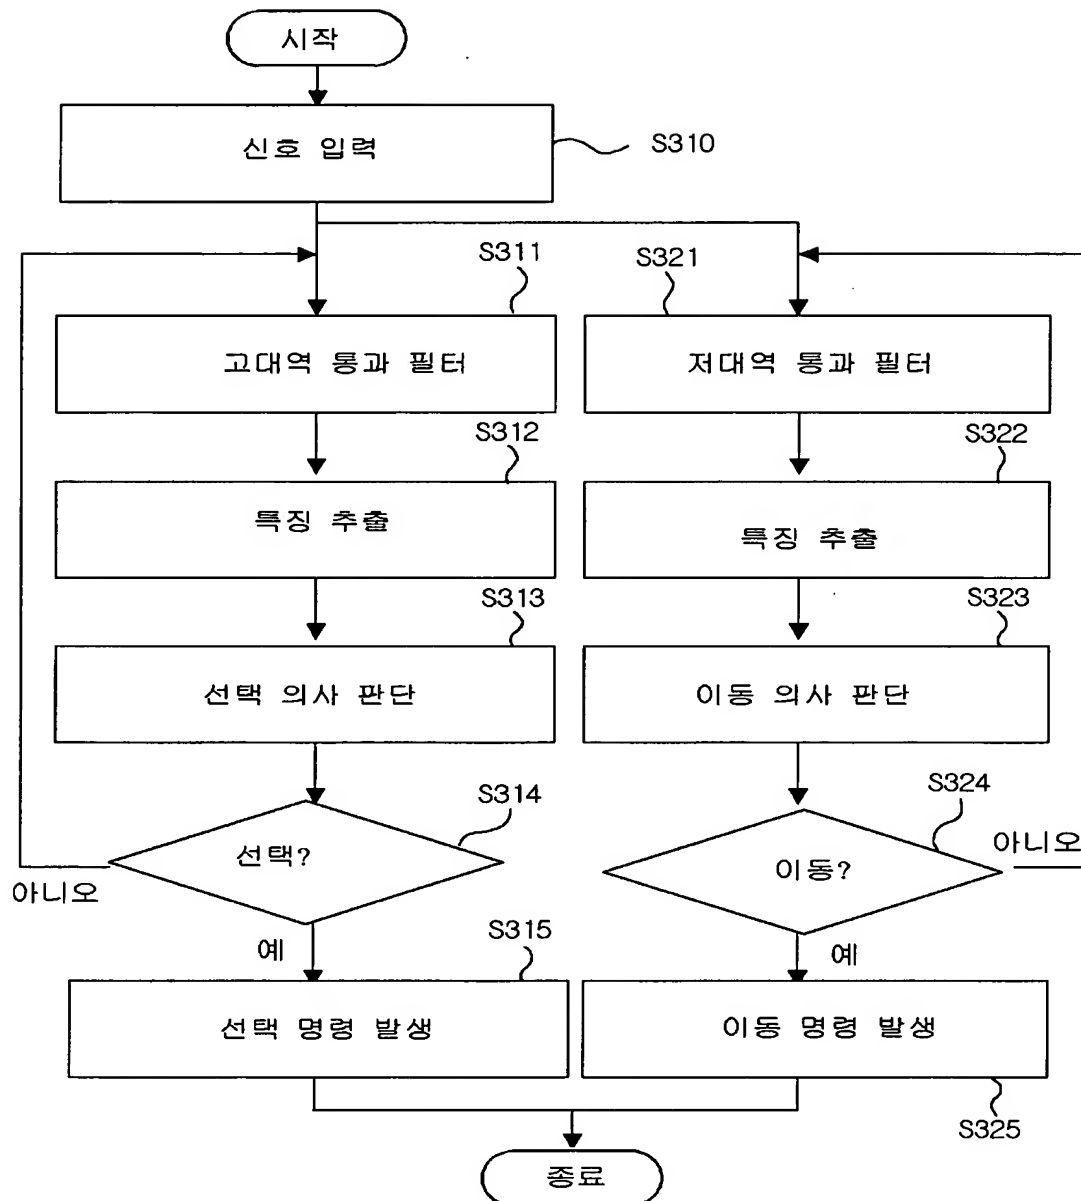 시작
신호 입력
S310
S311
고대역 통과 필터
S312
특징 추출
S313
선택 의사 판단
S314
선택?
아니오
예
S315
선택 명령 발생
S321
저대역 통과 필터
S322
특징 추출
S323
이동 의사 판단
S324
이동?
아니오
예
이동 명령 발생
S325
종료